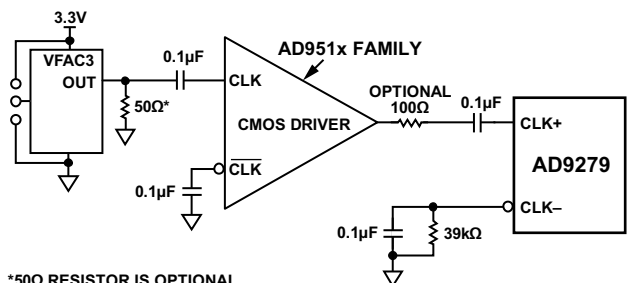 3.3V
VFAC3
OUT
0.1µF
50Ω*
AD951x FAMILY
CLK
CMOS DRIVER
CLK
0.1µF
OPTIONAL
100Ω
0.1µF
CLK+
AD9279
CLK–
0.1µF
39kΩ
*50Ω RESISTOR IS OPTIONAL